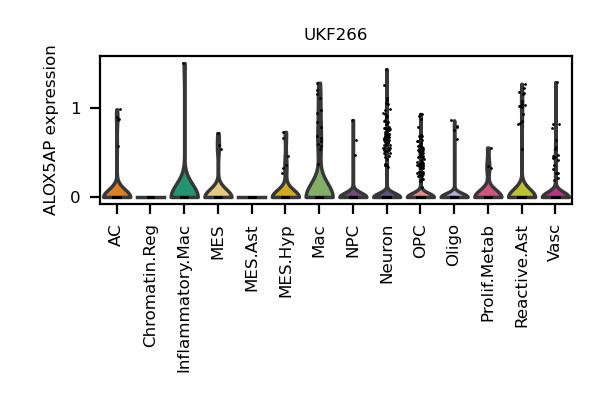 UKF266
ALOX5AP expression
1
0
AC
Chromatin.Reg
Inflammatory.Mac
MES
MES.Ast
MES.Hyp
Mac
NPC
Neuron
OPC
Oligo
Prolif.Metab
Reactive.Ast
Vasc